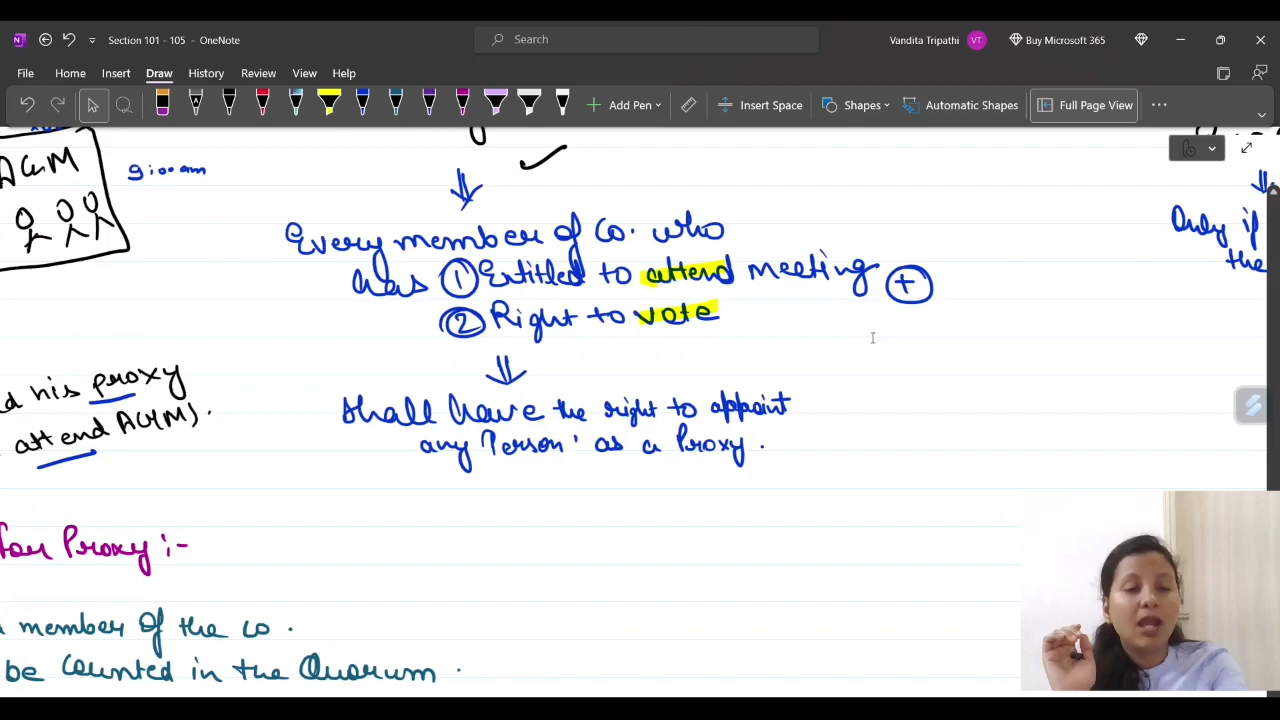 Section 101 - 105 - OneNote
Search
Vandita Tripathi
VT
Buy Microsoft 365
File Home Insert Draw History Review View Help
Add Pen
Insert Space
Shapes
Automatic Shapes
Full Page View
AGM
9:00am
Every member of Co. who
has ① Entitled to attend meeting +
② Right to vote
shall have the right to appoint
any 'Person' as a Proxy.
his proxy
attend AGM).
Only if
the
for Proxy :-
member of the co.
be counted in the Quorum.